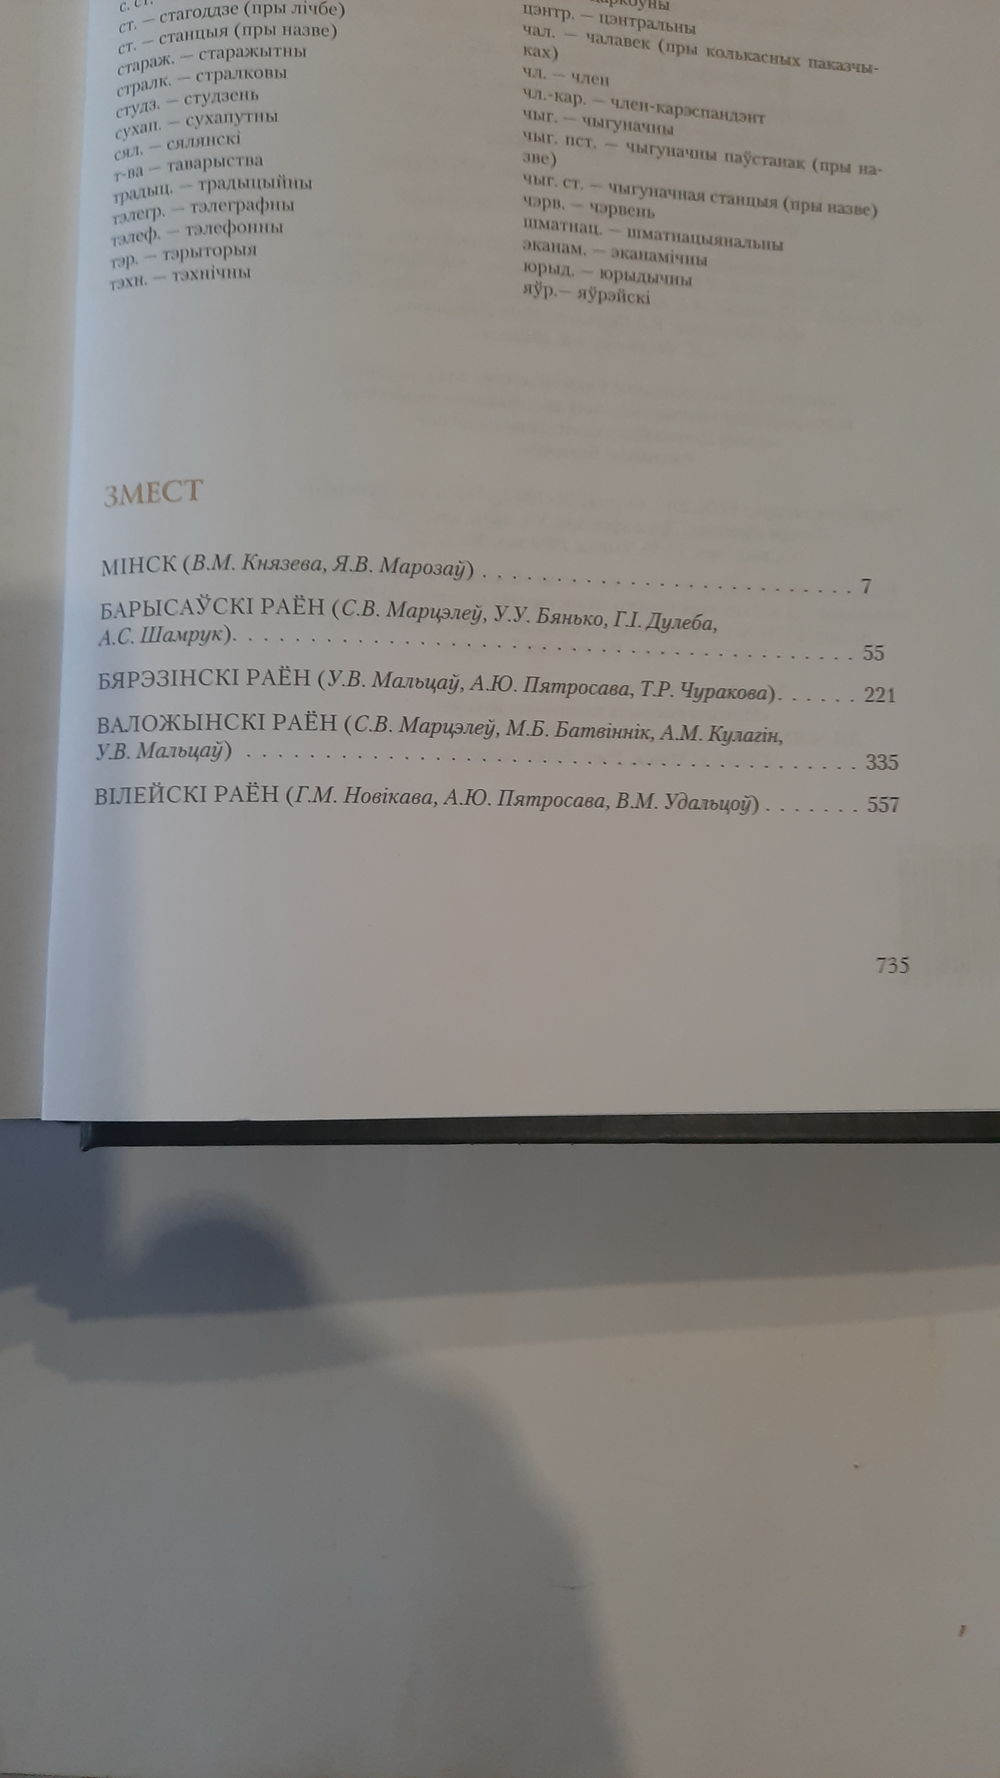 с. ст.
ст. — стагоддзе (пры лічбе)
ст. — станцыя (пры назве)
стараж. — старажытны
стралк. — стралковы
студз. — студзень
сухап. — сухапутны
сял. — сялянскі
т-ва — таварыства
традыц. — традыцыйны
тэлегр. — тэлеграфны
тэлеф. — тэлефонны
тэр. — тэрыторыя
тэхн. — тэхнічны
цэнтр. — цэнтральны
чал. — чалавек (пры колькасных паказчы-
ках)
чл. — член
чл.-кар. — член-карэспандэнт
чыг. — чыгуначны
чыг. пст. — чыгуначны паўстанак (пры на-
зве)
чыг. ст. — чыгуначная станцыя (пры назве)
чэрв. — чэрвень
шматнац. — шматнацыянальны
эканам. — эканамічны
юрыд. — юрыдычны
яўр.— яўрэйскі
ЗМЕСТ
МІНСК (В.М. Князева, Я.В. Марозаў) . . . . . . . . . . . . . . . . . . . . . . . . . 7
БАРЫСАЎСКІ РАЁН (С.В. Марцэлеў, У.У. Бянько, Г.І. Дулеба,
А.С. Шамрук). . . . . . . . . . . . . . . . . . . . . . . . . . . . . . . . . . . . . . . . . 55
БЯРЭЗІНСКІ РАЁН (У.В. Мальцаў, А.Ю. Пятросава, Т.Р. Чуракова). . . . . . 221
ВАЛОЖЫНСКІ РАЁН (С.В. Марцэлеў, М.Б. Батвіннік, А.М. Кулагін,
У.В. Мальцаў) . . . . . . . . . . . . . . . . . . . . . . . . . . . . . . . . . . . . . . . . . 335
ВІЛЕЙСКІ РАЁН (Г.М. Новікава, А.Ю. Пятросава, В.М. Удальцоў) . . . . . . . 557
735